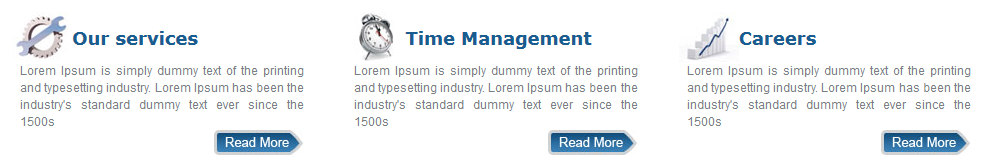 Our services
Lorem Ipsum is simply dummy text of the printing
and typesetting industry. Lorem Ipsum has been the
industry's standard dummy text ever since the
1500s
Read More
Time Management
Lorem Ipsum is simply dummy text of the printing
and typesetting industry. Lorem Ipsum has been the
industry's standard dummy text ever since the
1500s
Read More
Careers
Lorem Ipsum is simply dummy text of the printing
and typesetting industry. Lorem Ipsum has been the
industry's standard dummy text ever since the
1500s
Read More